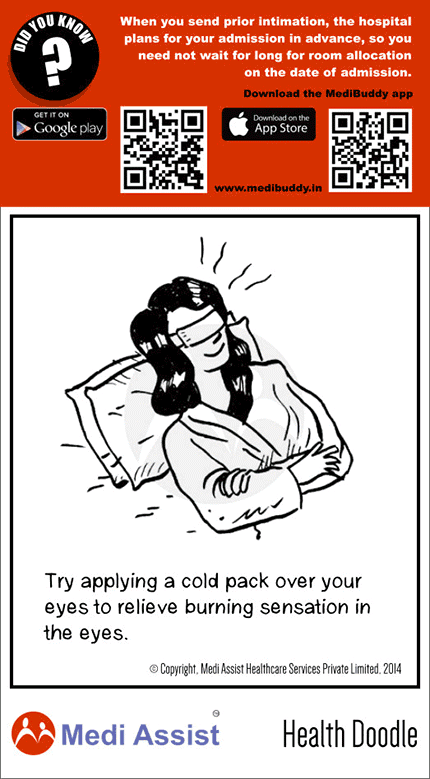 DID YOU KNOW
?
When you send prior intimation, the hospital
plans for your admission in advance, so you
need not wait for long for room allocation
on the date of admission.
Download the MediBuddy app
GET IT ON
Google play
Download on the
App Store
www.medibuddy.in
Try applying a cold pack over your
eyes to relieve burning sensation in
the eyes.
© Copyright, Medi Assist Healthcare Services Private Limited, 2014
Medi Assist
Health Doodle